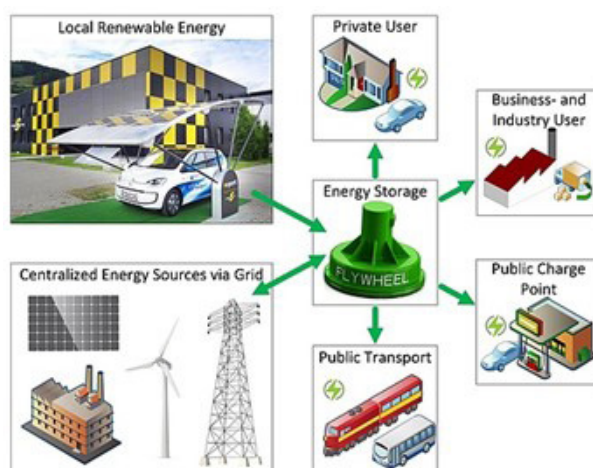 Local Renewable Energy
Private User
Business- and
Industry User
Energy Storage
FLYWHEEL
Centralized Energy Sources via Grid
Public Charge
Point
Public Transport